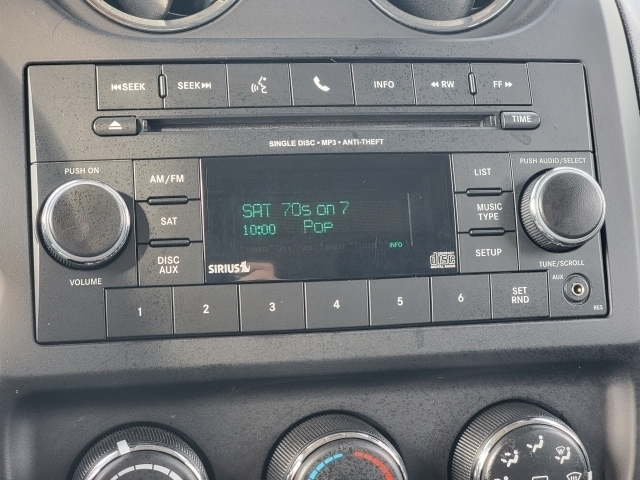 SEEK SEEK INFO RW FF
TIME
SINGLE DISC • MP3 • ANTI-THEFT
PUSH ON
AM/FM
SAT
DISC AUX
VOLUME
SAT 70s on 7
10:00 Pop
INFO
SIRIUS
disc
LIST
MUSIC TYPE
SETUP
PUSH AUDIO/SELECT
TUNE/SCROLL
AUX
RES
1 2 3 4 5 6 SET RND